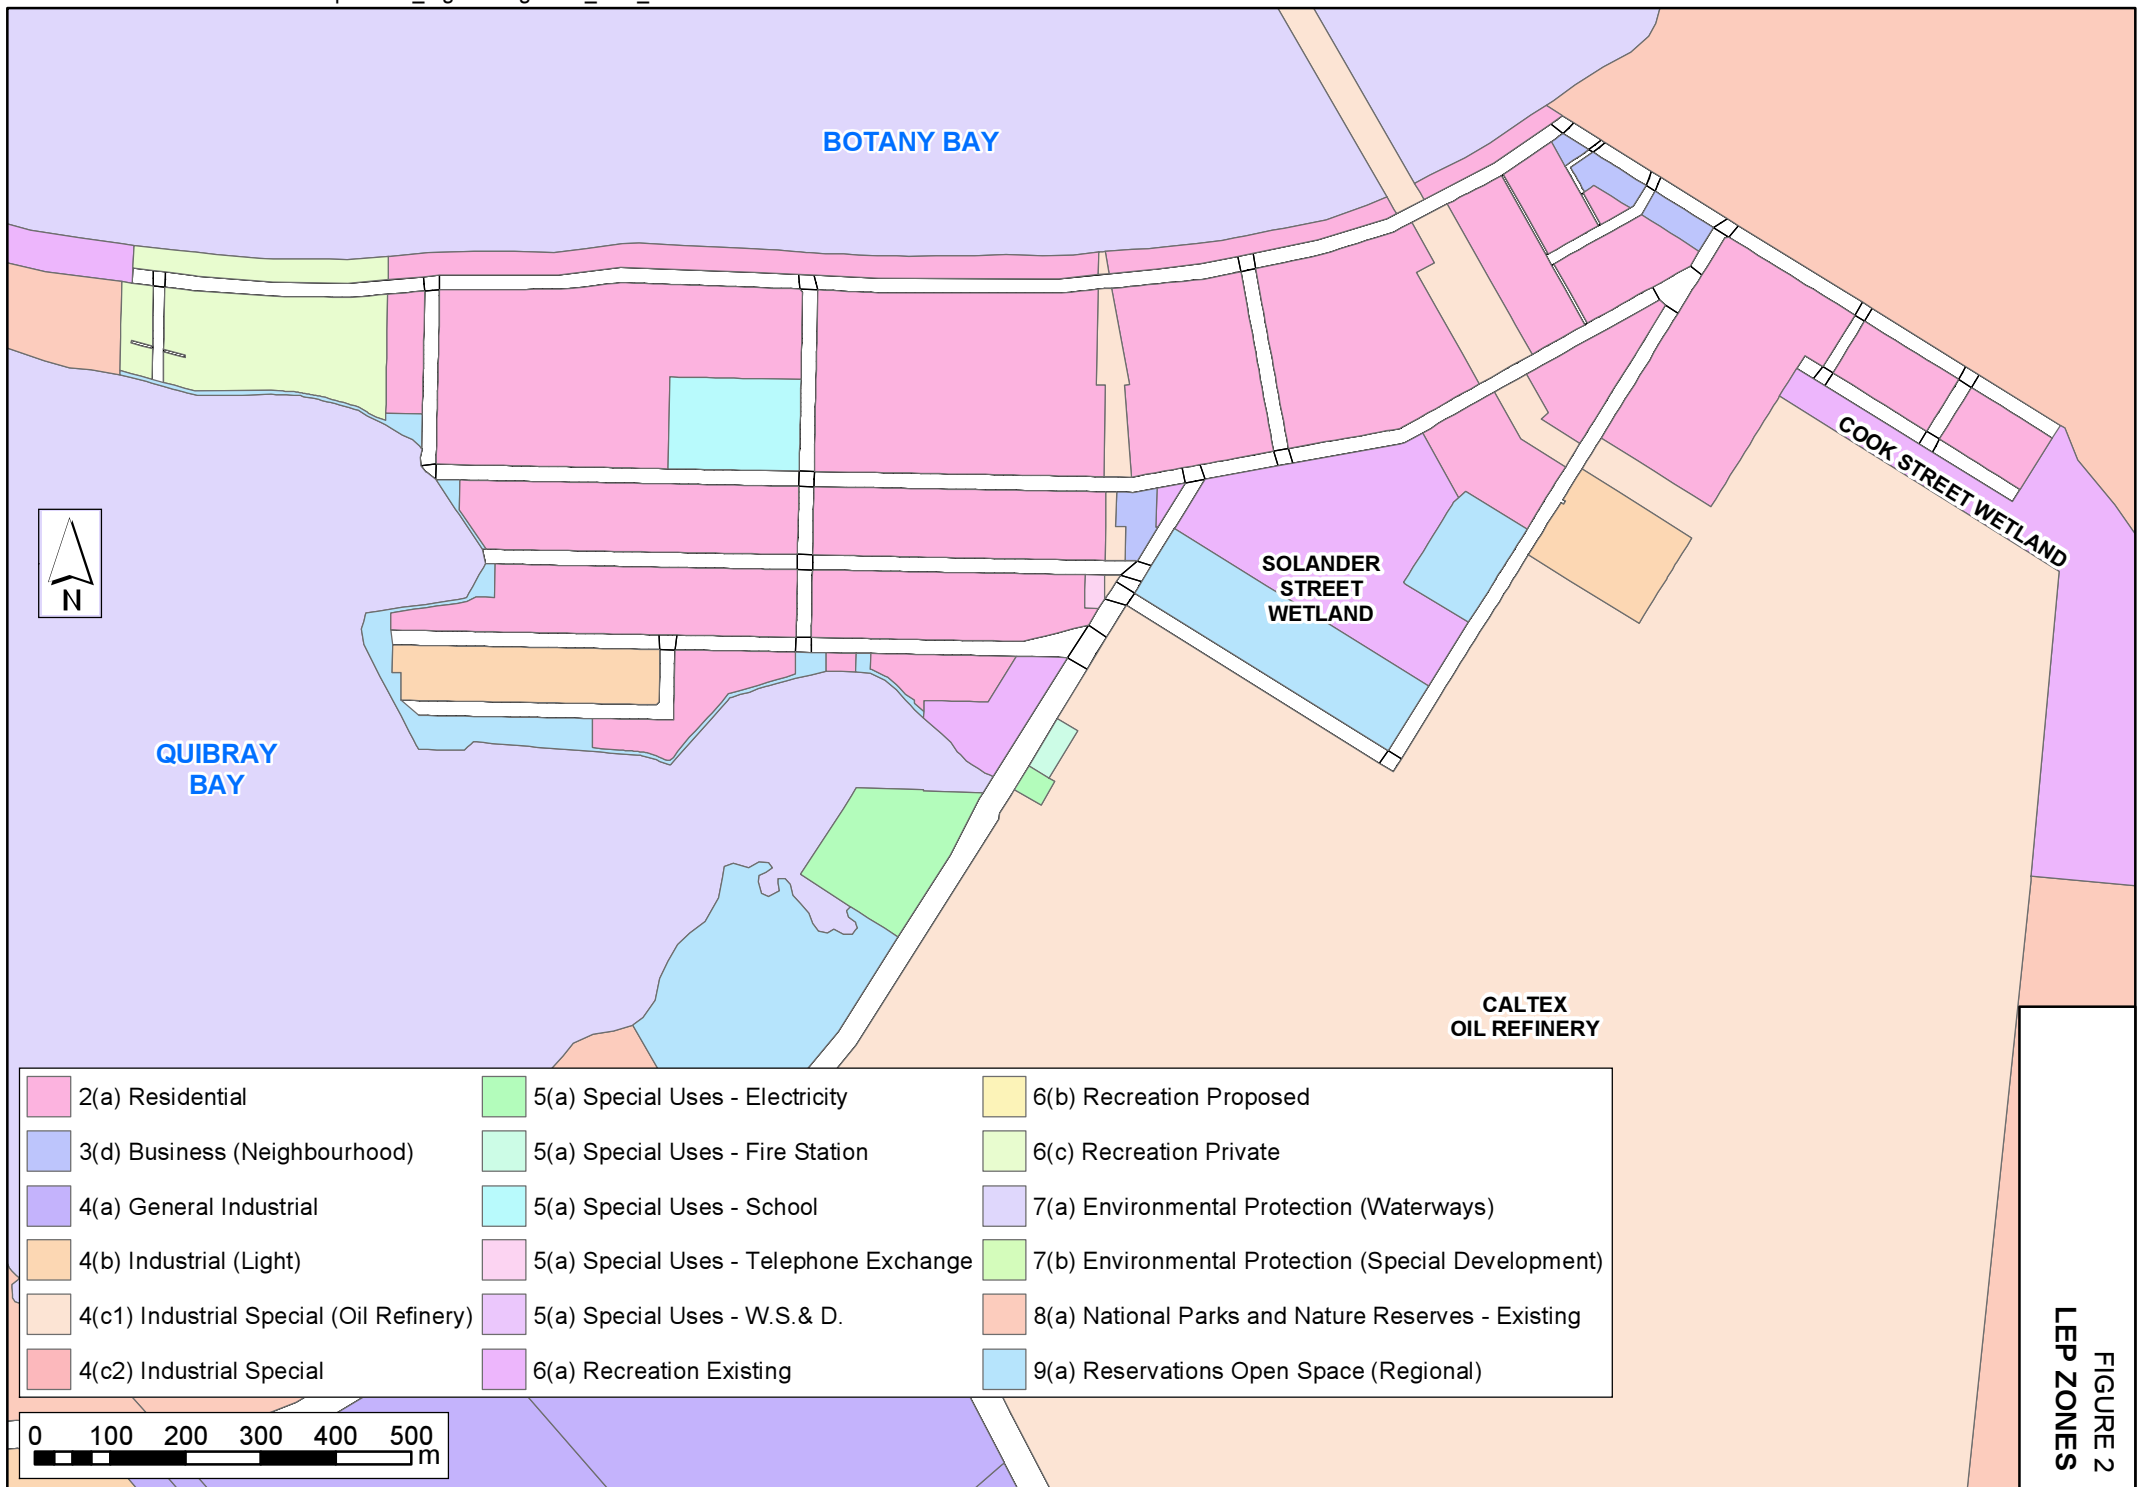 BOTANY BAY
COOK STREET WETLAND
SOLANDER
STREET
WETLAND
N
QUIBRAY
BAY
CALTEX
OIL REFINERY
2(a) Residential
3(d) Business (Neighbourhood)
4(a) General Industrial
4(b) Industrial (Light)
4(c1) Industrial Special (Oil Refinery)
4(c2) Industrial Special
5(a) Special Uses - Electricity
5(a) Special Uses - Fire Station
5(a) Special Uses - School
5(a) Special Uses - Telephone Exchange
5(a) Special Uses - W.S.& D.
6(a) Recreation Existing
6(b) Recreation Proposed
6(c) Recreation Private
7(a) Environmental Protection (Waterways)
7(b) Environmental Protection (Special Development)
8(a) National Parks and Nature Reserves - Existing
9(a) Reservations Open Space (Regional)
0 100 200 300 400 500
m
FIGURE 2
LEP ZONES